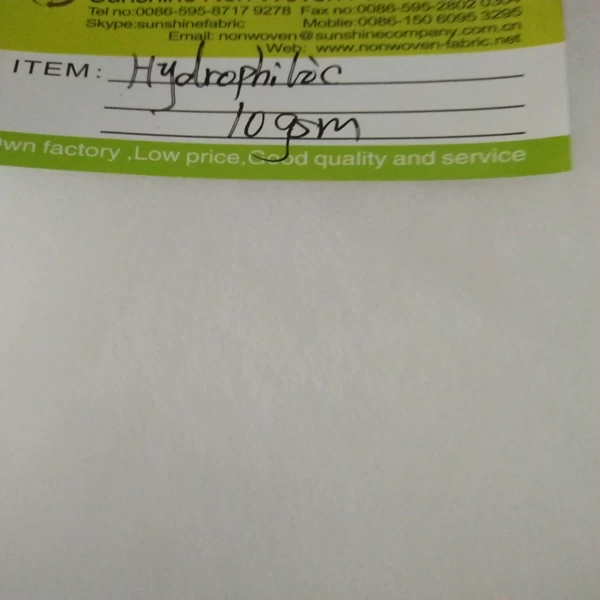 Tel no:0086-595-8717 9278 Fax no:0086-595-2802
Skype:sunshinefabric Moblie:0086-150 6095 3295
Email: nonwoven@sunshinecompany.com.cn
Web: www.nonwoven-fabric.net
ITEM: Hydrophilic
10gsm
own factory ,Low price,Good quality and service